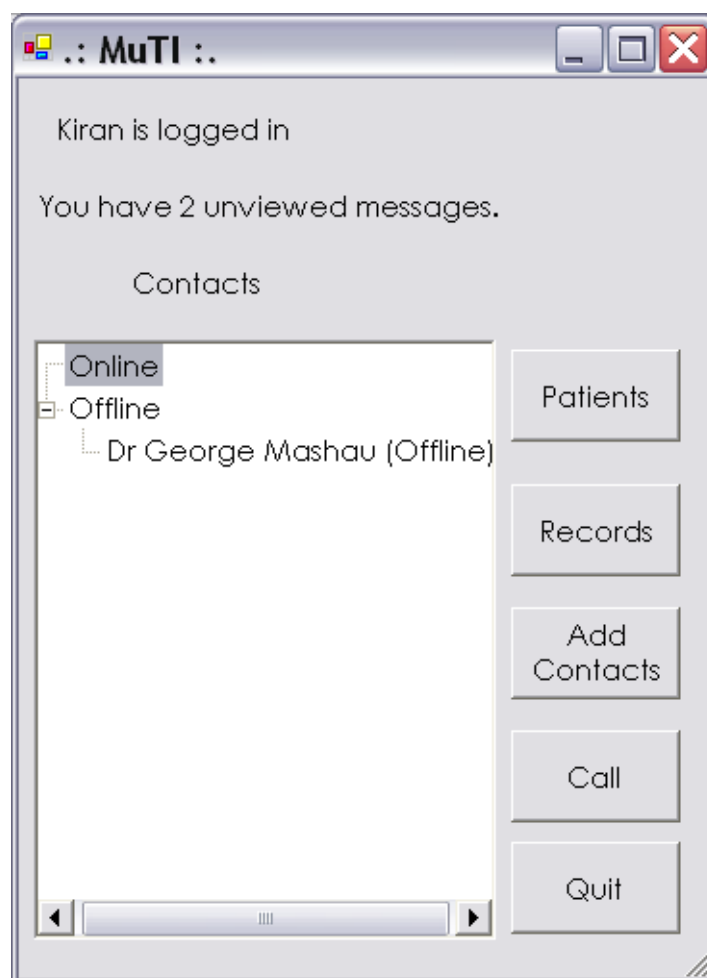 .: MuTI :.
Kiran is logged in
You have 2 unviewed messages.
Contacts
Online
Offline
Dr George Mashau (Offline)
Patients
Records
Add
Contacts
Call
Quit